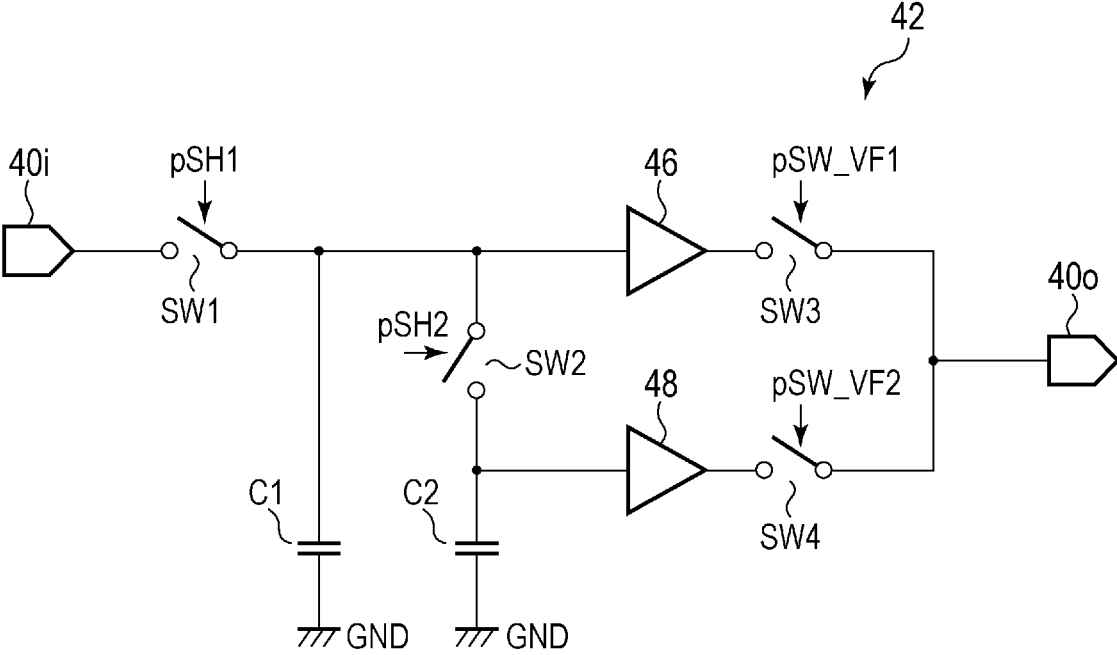 42
40i
pSH1
46
pSW_VF1
SW1
SW3
40o
pSH2
SW2
48
pSW_VF2
C1
C2
SW4
GND
GND